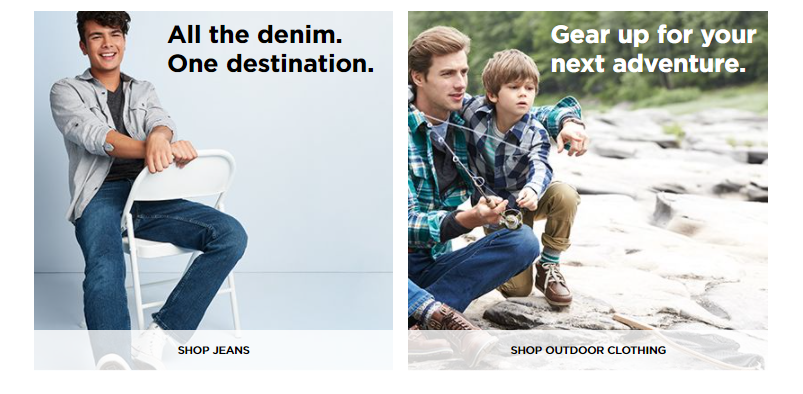 All the denim.
One destination.
SHOP JEANS
Gear up for your
next adventure.
SHOP OUTDOOR CLOTHING